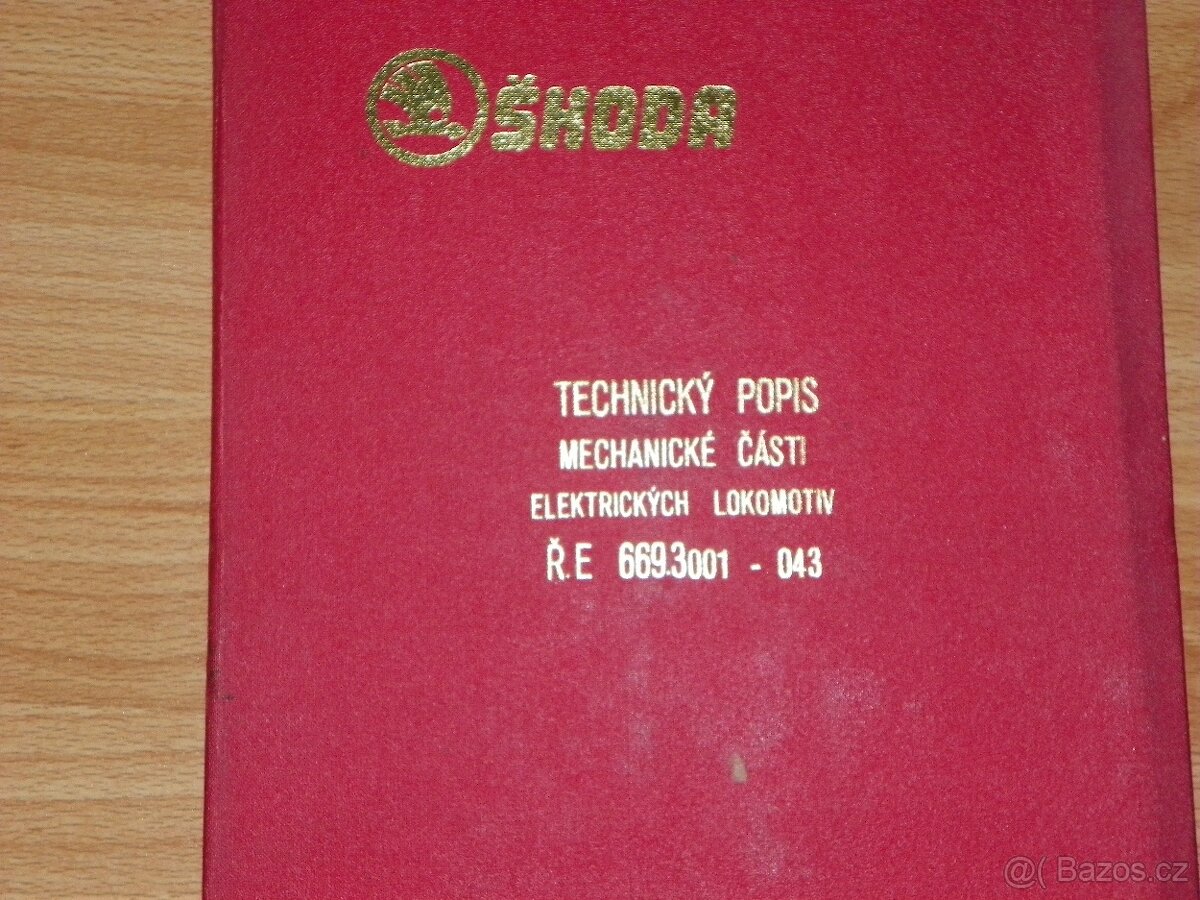 ŠKODA
TECHNICKÝ POPIS
MECHANICKÉ ČÁSTI
ELEKTRICKÝCH LOKOMOTIV
Ř.E 669.3001 - 043
@( Bazos.cz